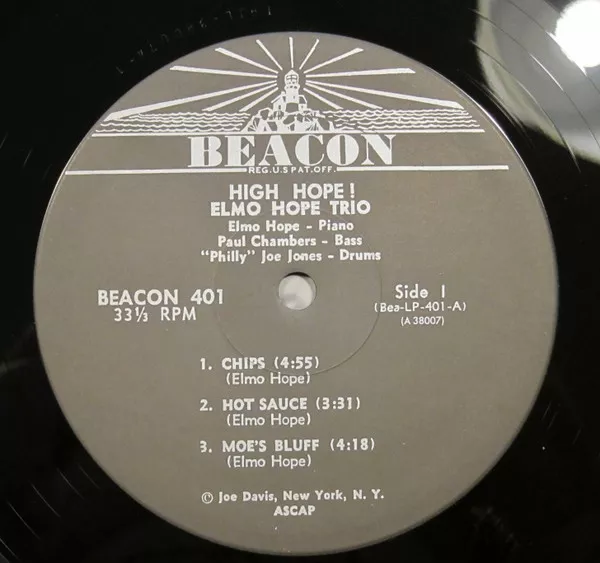 BEACON
REG. U.S PAT. OFF.
HIGH HOPE!
ELMO HOPE TRIO
Elmo Hope - Piano
Paul Chambers - Bass
"Philly" Joe Jones - Drums
BEACON 401
33⅓ RPM
Side I
(Bea-LP-401-A)
(A 38007)
1. CHIPS (4:55)
(Elmo Hope)
2. HOT SAUCE (3:31)
(Elmo Hope)
3. MOE'S BLUFF (4:18)
(Elmo Hope)
© Joe Davis, New York, N. Y.
ASCAP